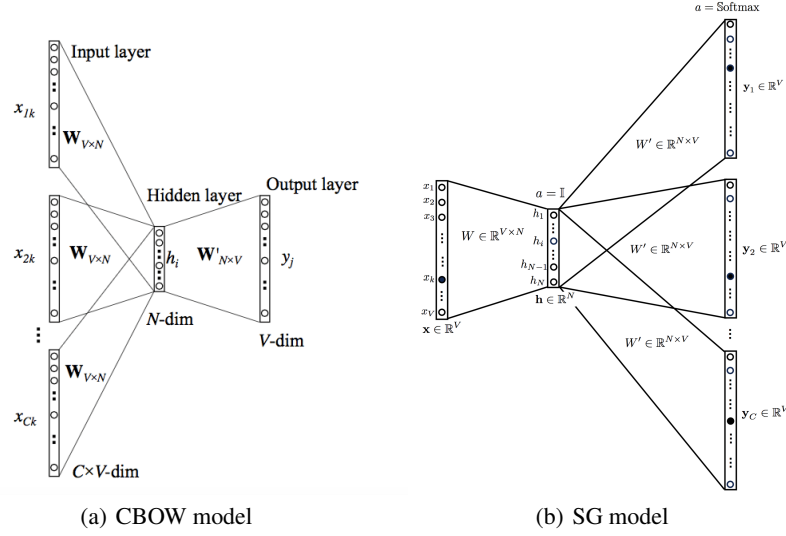 Input layer
x_{1k}
W_{V×N}
Hidden layer
Output layer
x_{2k}
W_{V×N}
h_i
W'_{N×V}
y_j
N-dim
V-dim
W_{V×N}
x_{Ck}
C×V-dim
(a) CBOW model
a = Softmax
y_1 ∈ ℝ^V
W' ∈ ℝ^{N×V}
x_1
x_2
x_3
a = 𝕀
h_1
W ∈ ℝ^{V×N}
h_i
W' ∈ ℝ^{N×V}
y_2 ∈ ℝ^V
h_{N−1}
x_k
h_N
x_V
h ∈ ℝ^N
x ∈ ℝ^V
W' ∈ ℝ^{N×V}
y_C ∈ ℝ^V
(b) SG model